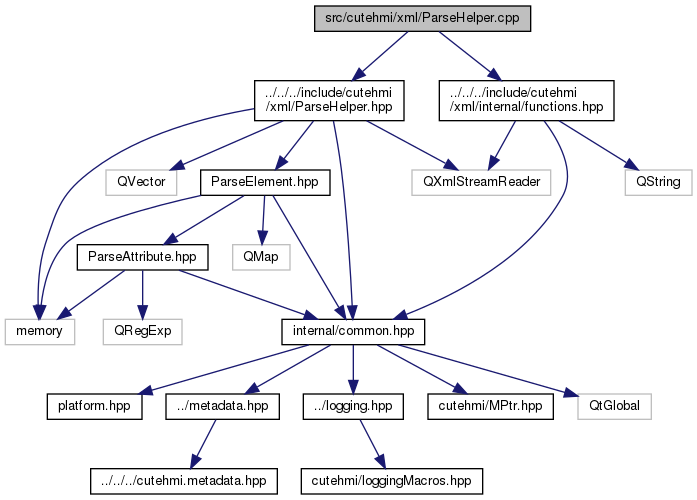 src/cutehmi/xml/ParseHelper.cpp
../../../include/cutehmi
/xml/ParseHelper.hpp
../../../include/cutehmi
/xml/internal/functions.hpp
QVector
ParseElement.hpp
QXmlStreamReader
QString
ParseAttribute.hpp
QMap
memory
QRegExp
internal/common.hpp
platform.hpp
../metadata.hpp
../logging.hpp
cutehmi/MPtr.hpp
QtGlobal
../../../cutehmi.metadata.hpp
cutehmi/loggingMacros.hpp